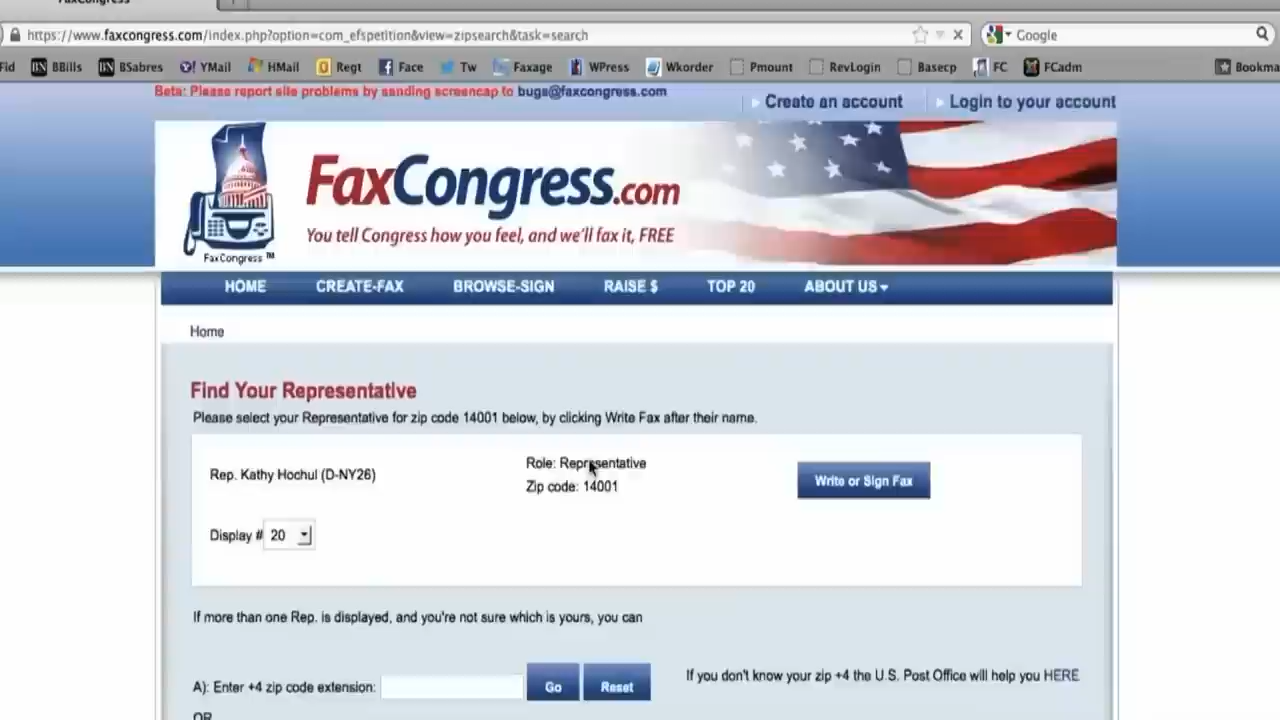 FaxCongress
https://www.faxcongress.com/index.php?option=com_efspetition&view=zipsearch&task=search
Google
Fid BBills BSabres YMail HMail Regt Face Tw Faxage WPress Wkorder Pmount RevLogin Basecp FC FCadm Bookma
Beta: Please report site problems by sending screencap to bugs@faxcongress.com
Create an account Login to your account
FaxCongress.com
You tell Congress how you feel, and we'll fax it, FREE
FaxCongress ™
HOME CREATE-FAX BROWSE-SIGN RAISE $ TOP 20 ABOUT US
Home
Find Your Representative
Please select your Representative for zip code 14001 below, by clicking Write Fax after their name.
Rep. Kathy Hochul (D-NY26)
Role: Representative
Zip code: 14001
Write or Sign Fax
Display # 20
If more than one Rep. is displayed, and you're not sure which is yours, you can
A): Enter +4 zip code extension: Go Reset
If you don't know your zip +4 the U.S. Post Office will help you HERE
OR